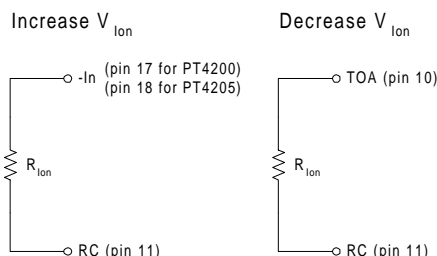 Increase V Ion
-In (pin 17 for PT4200)
(pin 18 for PT4205)
R Ion
RC (pin 11)
Decrease V Ion
TOA (pin 10)
R Ion
RC (pin 11)